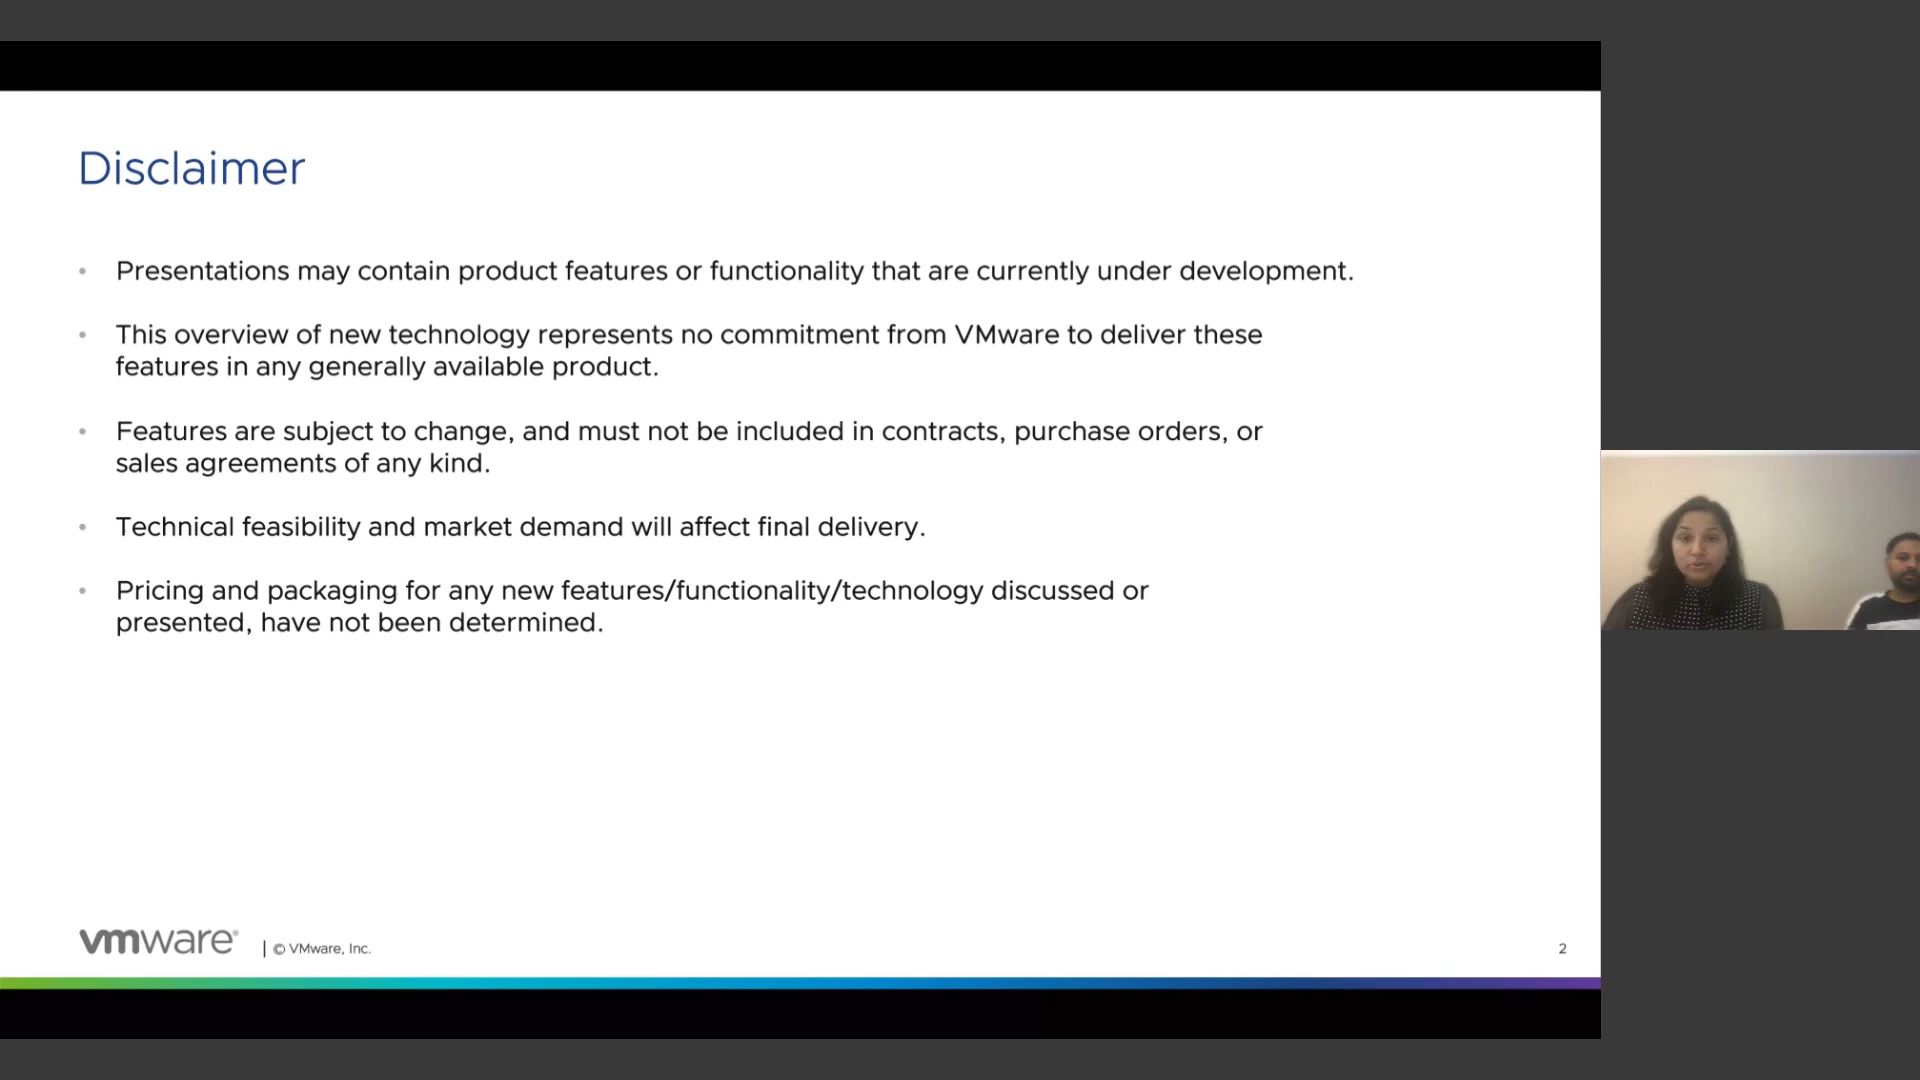 Disclaimer
• Presentations may contain product features or functionality that are currently under development.
• This overview of new technology represents no commitment from VMware to deliver these
features in any generally available product.
• Features are subject to change, and must not be included in contracts, purchase orders, or
sales agreements of any kind.
• Technical feasibility and market demand will affect final delivery.
• Pricing and packaging for any new features/functionality/technology discussed or
presented, have not been determined.
vmware® | © VMware, Inc.
2